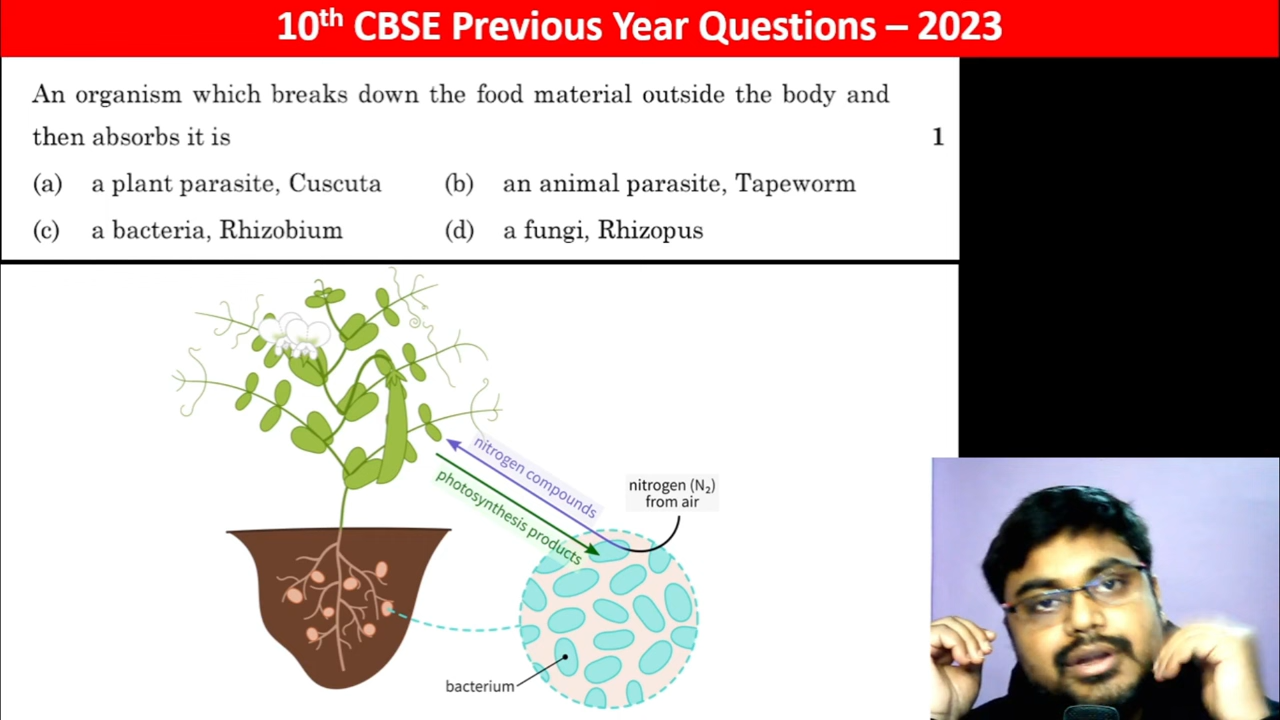 10th CBSE Previous Year Questions – 2023
An organism which breaks down the food material outside the body and
then absorbs it is 1
(a) a plant parasite, Cuscuta (b) an animal parasite, Tapeworm
(c) a bacteria, Rhizobium (d) a fungi, Rhizopus
nitrogen compounds
photosynthesis products
nitrogen (N₂)
from air
bacterium